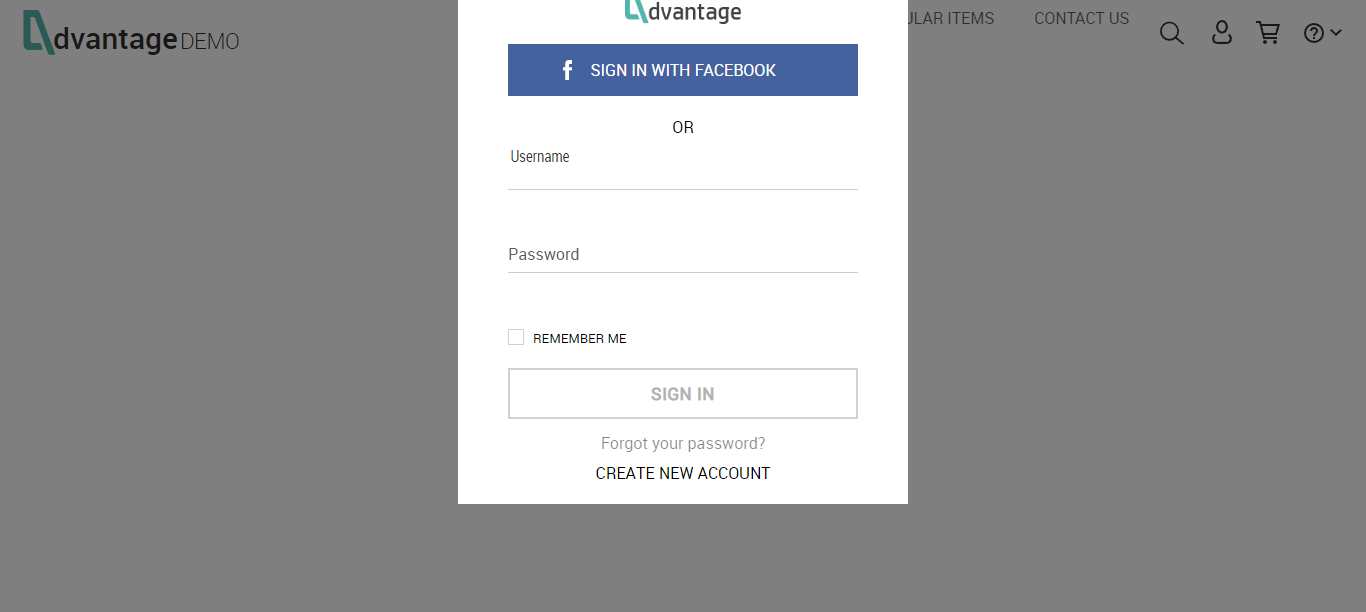 dvantage DEMO
ULAR ITEMS
CONTACT US
dvantage
SIGN IN WITH FACEBOOK
OR
Username
Password
REMEMBER ME
SIGN IN
Forgot your password?
CREATE NEW ACCOUNT